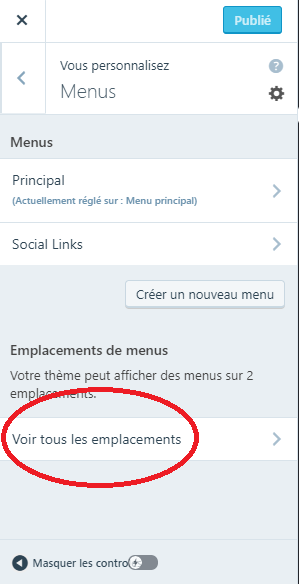 Publié
Vous personnalisez
Menus
Menus
Principal
(Actuellement réglé sur : Menu principal)
Social Links
Créer un nouveau menu
Emplacements de menus
Votre thème peut afficher des menus sur 2
emplacements.
Voir tous les emplacements
Masquer les contro